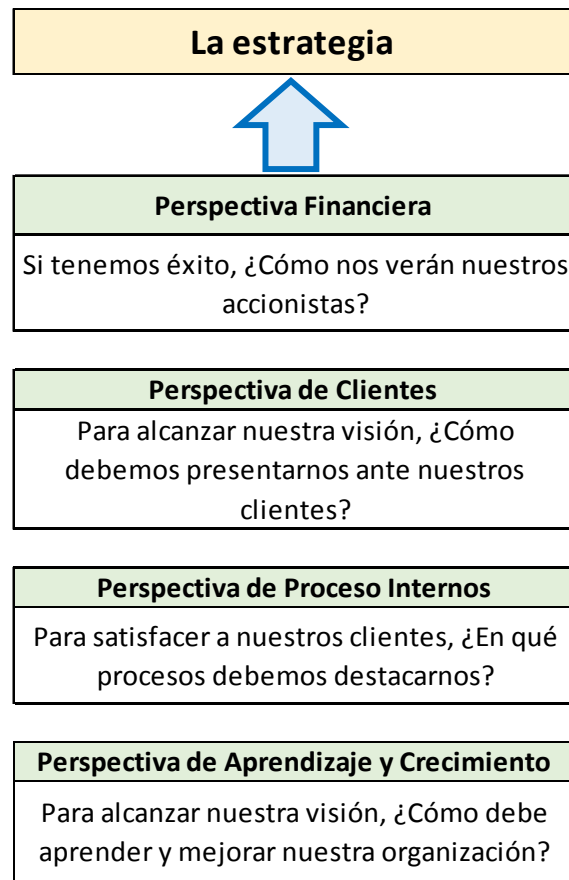 La estrategia
Perspectiva Financiera
Si tenemos éxito, ¿Cómo nos verán nuestros
accionistas?
Perspectiva de Clientes
Para alcanzar nuestra visión, ¿Cómo
debemos presentarnos ante nuestros
clientes?
Perspectiva de Proceso Internos
Para satisfacer a nuestros clientes, ¿En qué
procesos debemos destacarnos?
Perspectiva de Aprendizaje y Crecimiento
Para alcanzar nuestra visión, ¿Cómo debe
aprender y mejorar nuestra organización?